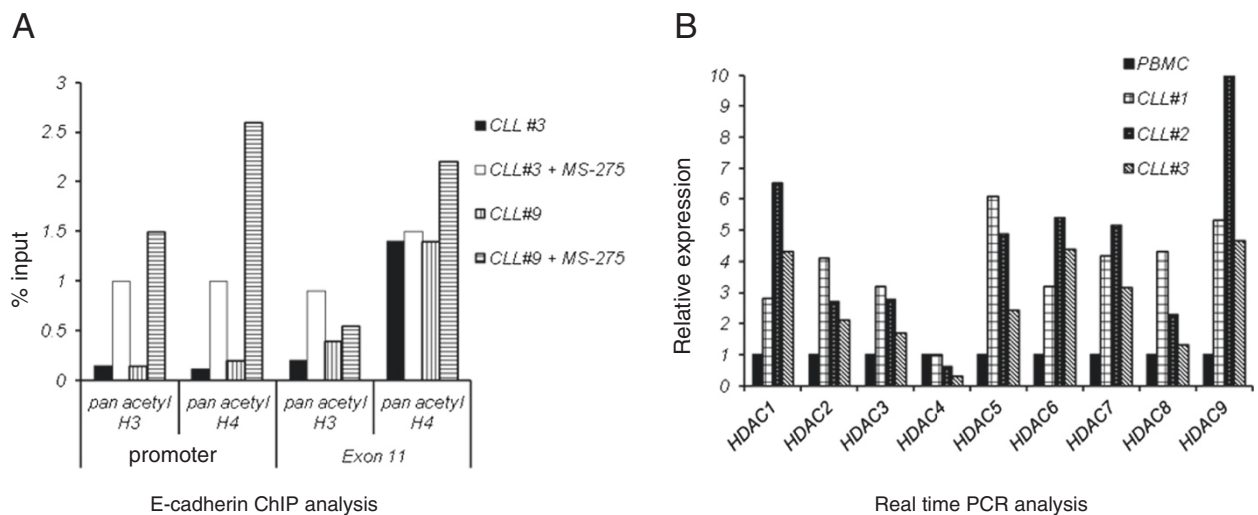 A
3
2.5
2
1.5
1
0.5
0
% input
CLL #3
CLL#3 + MS-275
CLL#9
CLL#9 + MS-275
pan acetyl H3
pan acetyl H4
pan acetyl H3
pan acetyl H4
promoter
Exon 11
E-cadherin ChIP analysis
B
10
9
8
7
6
5
4
3
2
1
0
Relative expression
PBMC
CLL#1
CLL#2
CLL#3
HDAC1
HDAC2
HDAC3
HDAC4
HDAC5
HDAC6
HDAC7
HDAC8
HDAC9
Real time PCR analysis